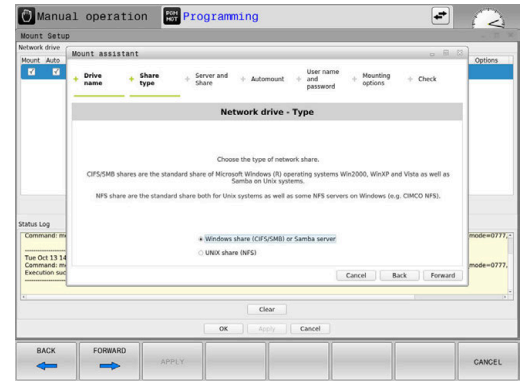 Manual operation
PGM
MGT
Programming
Mount Setup
Network drive
Mount Auto
Options
Mount assistant
Drive name
Share type
Server and Share
Automount
User name and password
Mounting options
Check
Network drive - Type
Choose the type of network share.
CIFS/SMB shares are the standard share of Microsoft Windows (R) operating systems Win2000, WinXP and Vista as well as
Samba on Unix systems.
NFS share are the standard share both for Unix systems as well as some NFS servers on Windows (e.g. CIMCO NFS).
Windows share (CIFS/SMB) or Samba server
UNIX share (NFS)
Cancel Back Forward
Status Log
Command: m
mode=0777,
Tue Oct 13 14
Command: m
mode=0777,
Execution suc
Clear
OK Apply Cancel
BACK FORWARD APPLY CANCEL